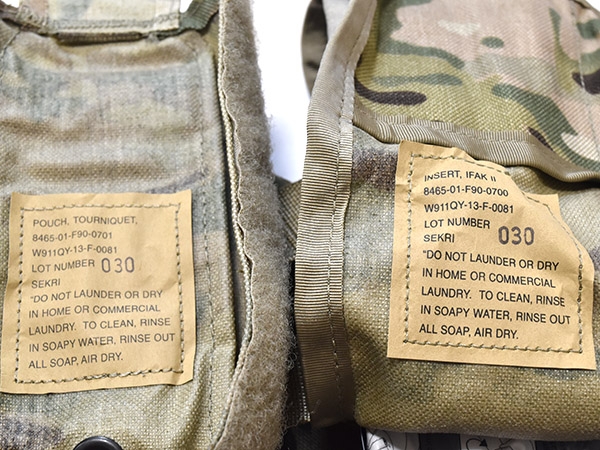 POUCH, TOURNIQUET,
8465-01-F90-0701
W911QY-13-F-0081
LOT NUMBER 030
SEKRI
"DO NOT LAUNDER OR DRY
IN HOME OR COMMERCIAL
LAUNDRY. TO CLEAN, RINSE
IN SOAPY WATER, RINSE OUT
ALL SOAP, AIR DRY.
INSERT, IFAK II
8465-01-F90-0700
W911QY-13-F-0081
LOT NUMBER 030
SEKRI
"DO NOT LAUNDER OR DRY
IN HOME OR COMMERCIAL
LAUNDRY. TO CLEAN, RINSE
IN SOAPY WATER, RINSE OUT
ALL SOAP, AIR DRY.